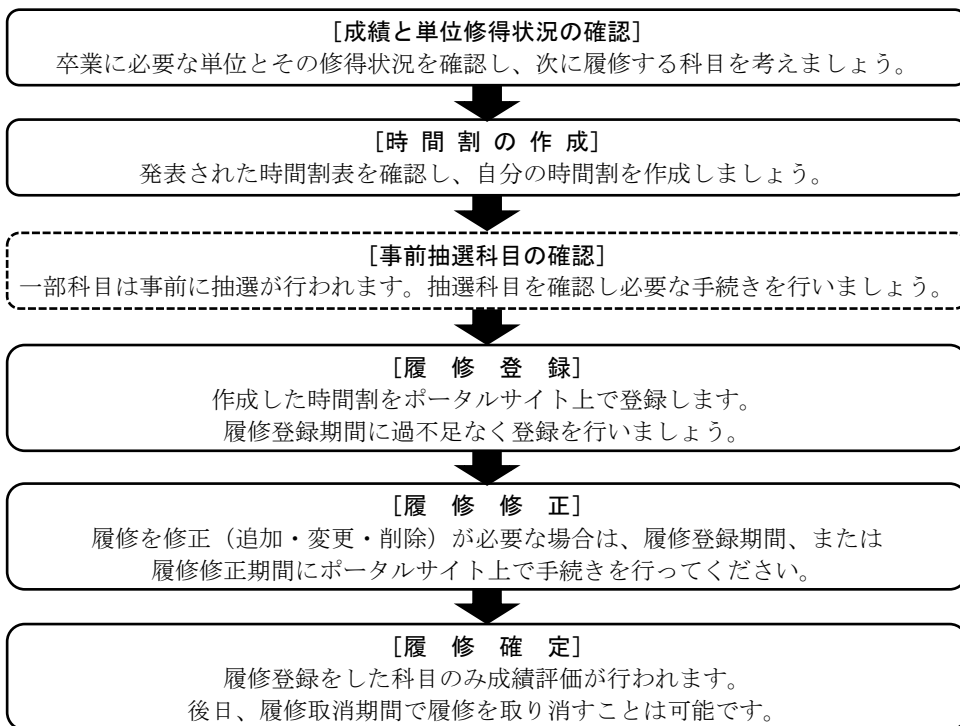 [成績と単位修得状況の確認]
卒業に必要な単位とその修得状況を確認し、次に履修する科目を考えましょう。
[時 間 割 の 作 成]
発表された時間割表を確認し、自分の時間割を作成しましょう。
[事前抽選科目の確認]
一部科目は事前に抽選が行われます。抽選科目を確認し必要な手続きを行いましょう。
[履 修 登 録]
作成した時間割をポータルサイト上で登録します。
履修登録期間に過不足なく登録を行いましょう。
[履 修 修 正]
履修を修正（追加・変更・削除）が必要な場合は、履修登録期間、または
履修修正期間にポータルサイト上で手続きを行ってください。
[履 修 確 定]
履修登録をした科目のみ成績評価が行われます。
後日、履修取消期間で履修を取り消すことは可能です。